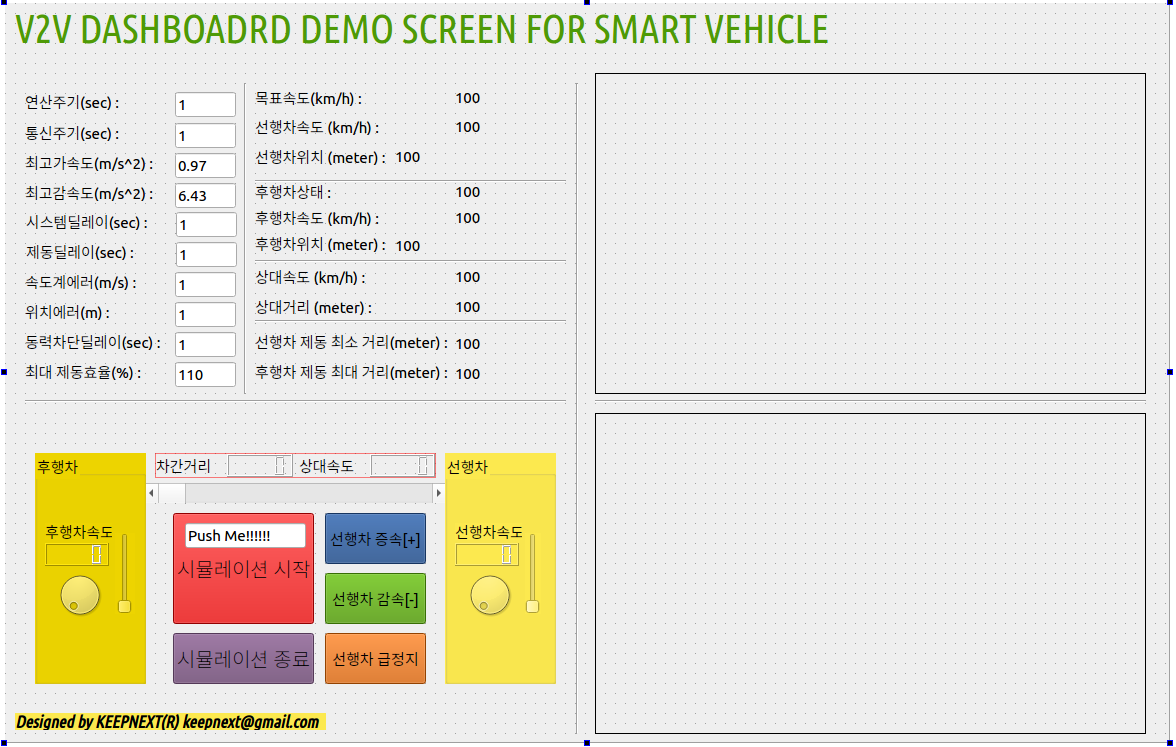 V2V DASHBOADRD DEMO SCREEN FOR SMART VEHICLE
연산주기(sec) : 1
통신주기(sec) : 1
최고가속도(m/s^2) : 0.97
최고감속도(m/s^2) : 6.43
시스템딜레이(sec) : 1
제동딜레이(sec) : 1
속도계에러(m/s) : 1
위치에러(m) : 1
동력차단딜레이(sec) : 1
최대 제동효율(%) : 110
목표속도(km/h) : 100
선행차속도 (km/h) : 100
선행차위치 (meter) : 100
후행차상태 : 100
후행차속도 (km/h) : 100
후행차위치 (meter) : 100
상대속도 (km/h) : 100
상대거리 (meter) : 100
선행차 제동 최소 거리(meter) : 100
후행차 제동 최대 거리(meter) : 100
후행차
후행차속도
0
차간거리 0 상대속도 0
Push Me!!!!!!
시뮬레이션 시작
시뮬레이션 종료
선행차 증속[+]
선행차 감속[-]
선행차 급정지
선행차
선행차속도
0
Designed by KEEPNEXT(R) keepnext@gmail.com